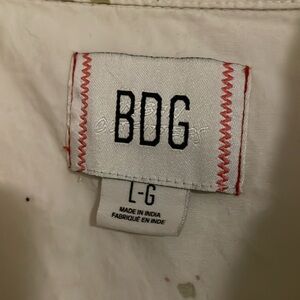 BDG
L-G
MADE IN INDIA
FABRIQUÉ EN INDE